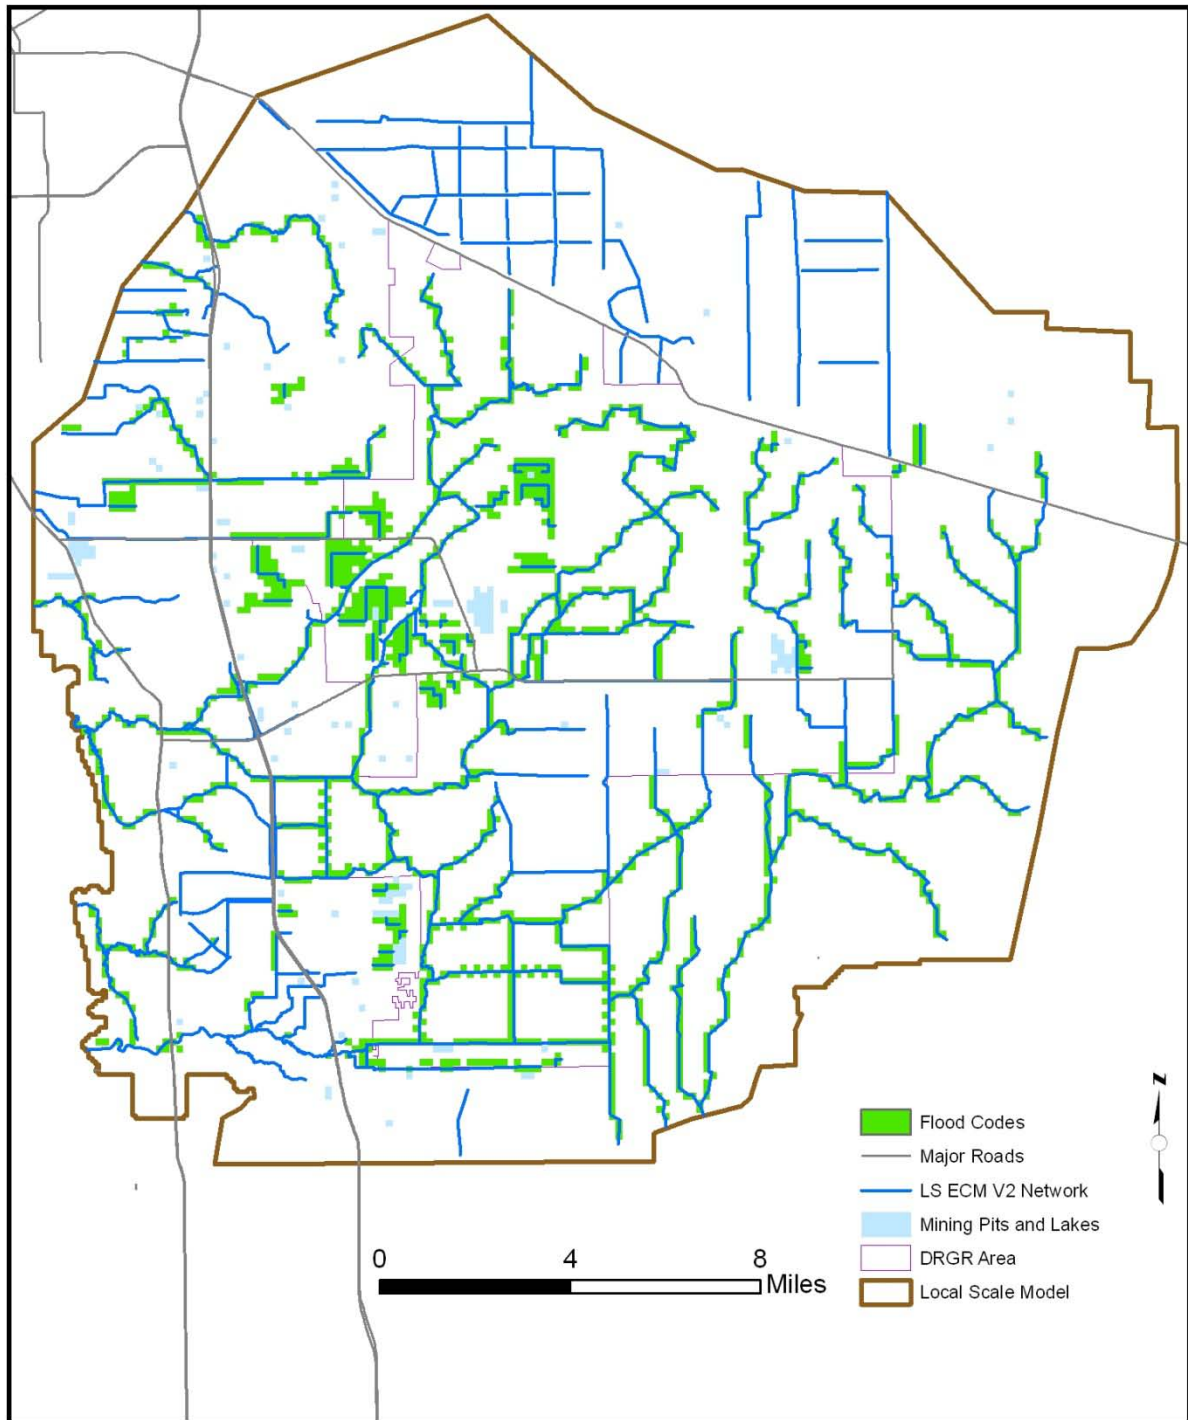 N
Flood Codes
Major Roads
LS ECM V2 Network
Mining Pits and Lakes
DRGR Area
Local Scale Model
0 4 8
Miles